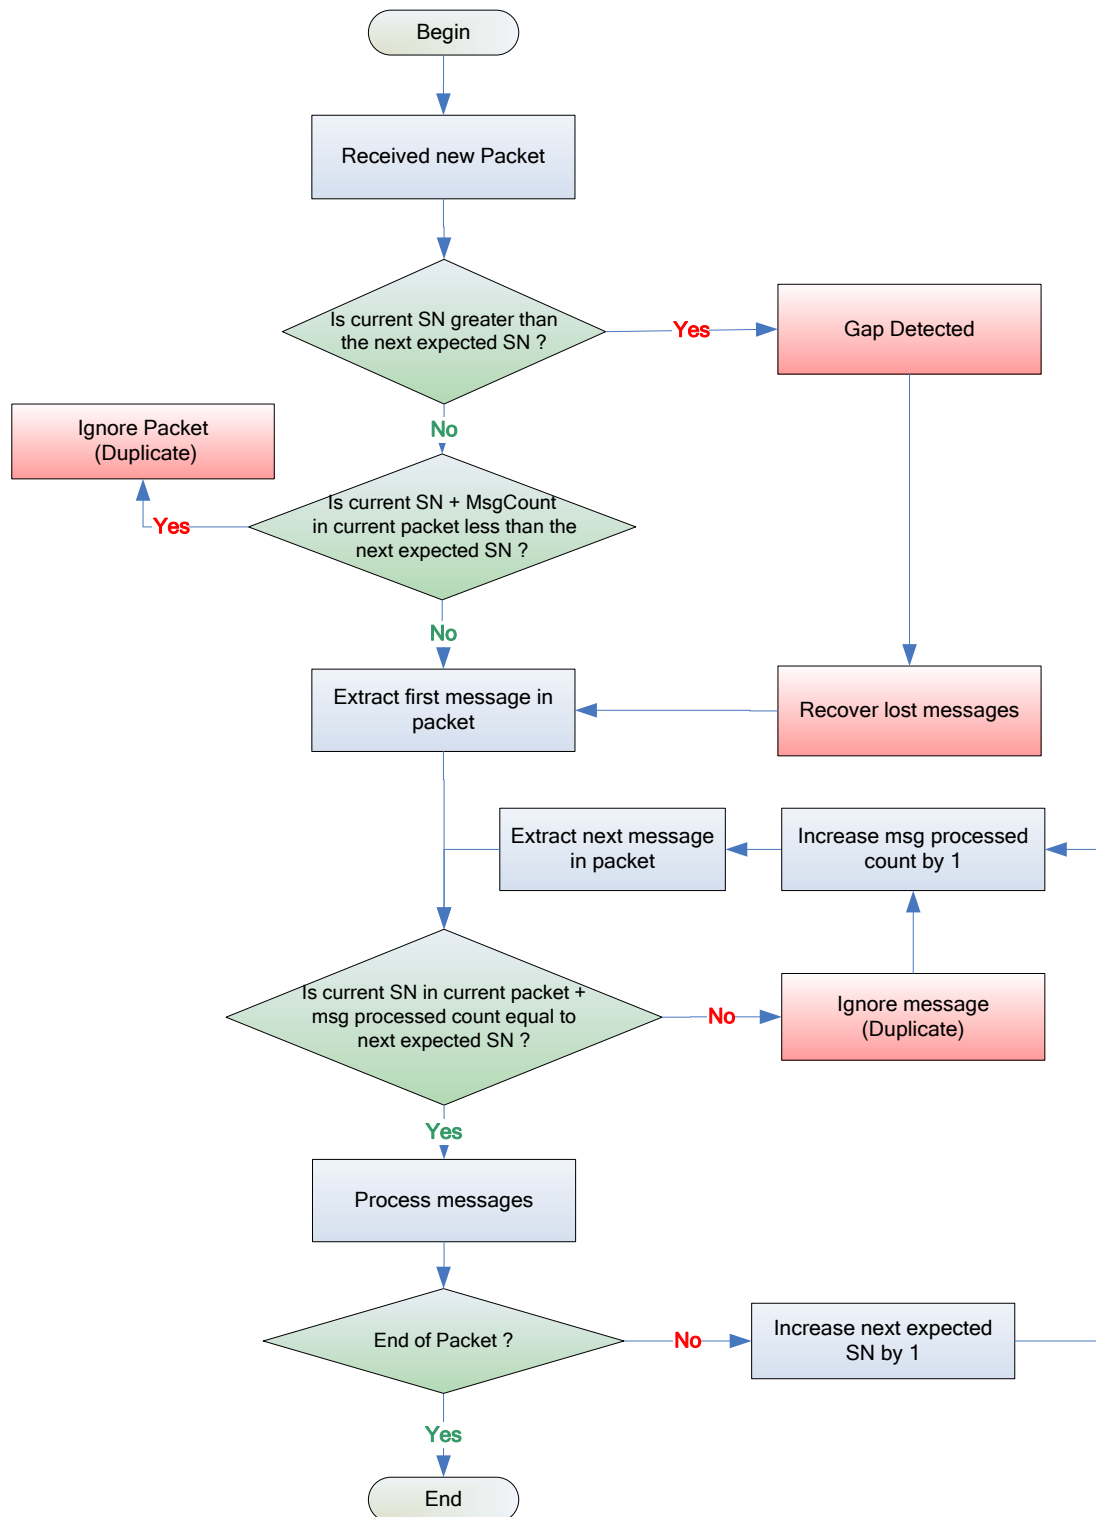 Begin
Received new Packet
Is current SN greater than
the next expected SN ?
Yes
Gap Detected
No
Ignore Packet
(Duplicate)
Is current SN + MsgCount
in current packet less than the
next expected SN ?
Yes
No
Extract first message in
packet
Recover lost messages
Extract next message
in packet
Increase msg processed
count by 1
Is current SN in current packet +
msg processed count equal to
next expected SN ?
No
Ignore message
(Duplicate)
Yes
Process messages
End of Packet ?
No
Increase next expected
SN by 1
Yes
End